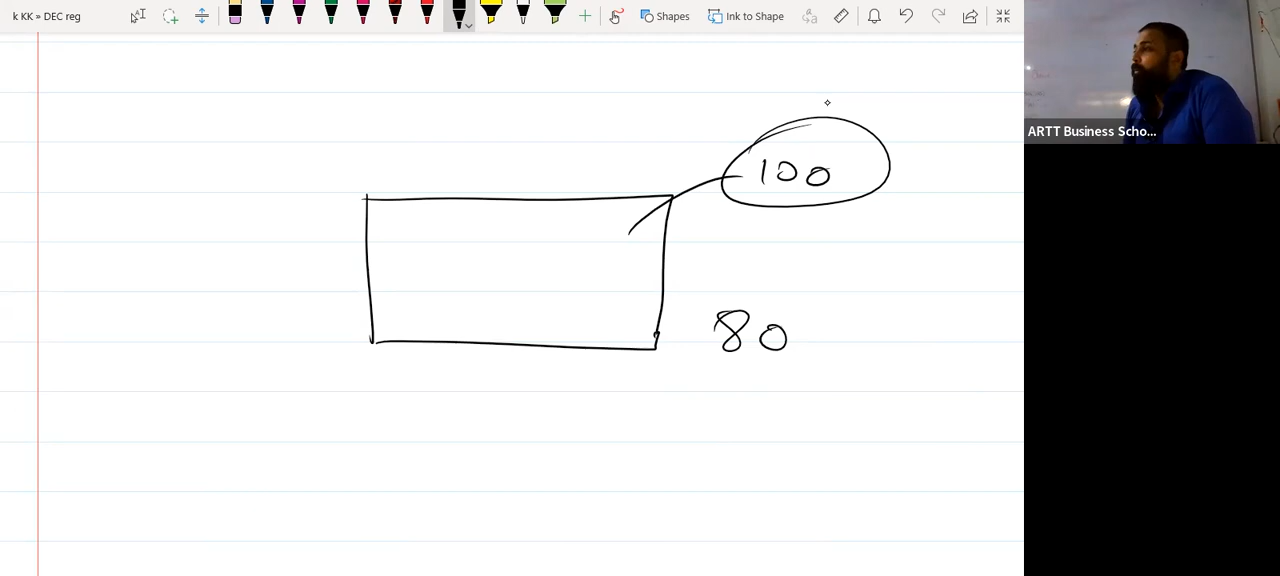 k KK » DEC reg
Shapes
Ink to Shape
ARTT Business Scho...
100
80